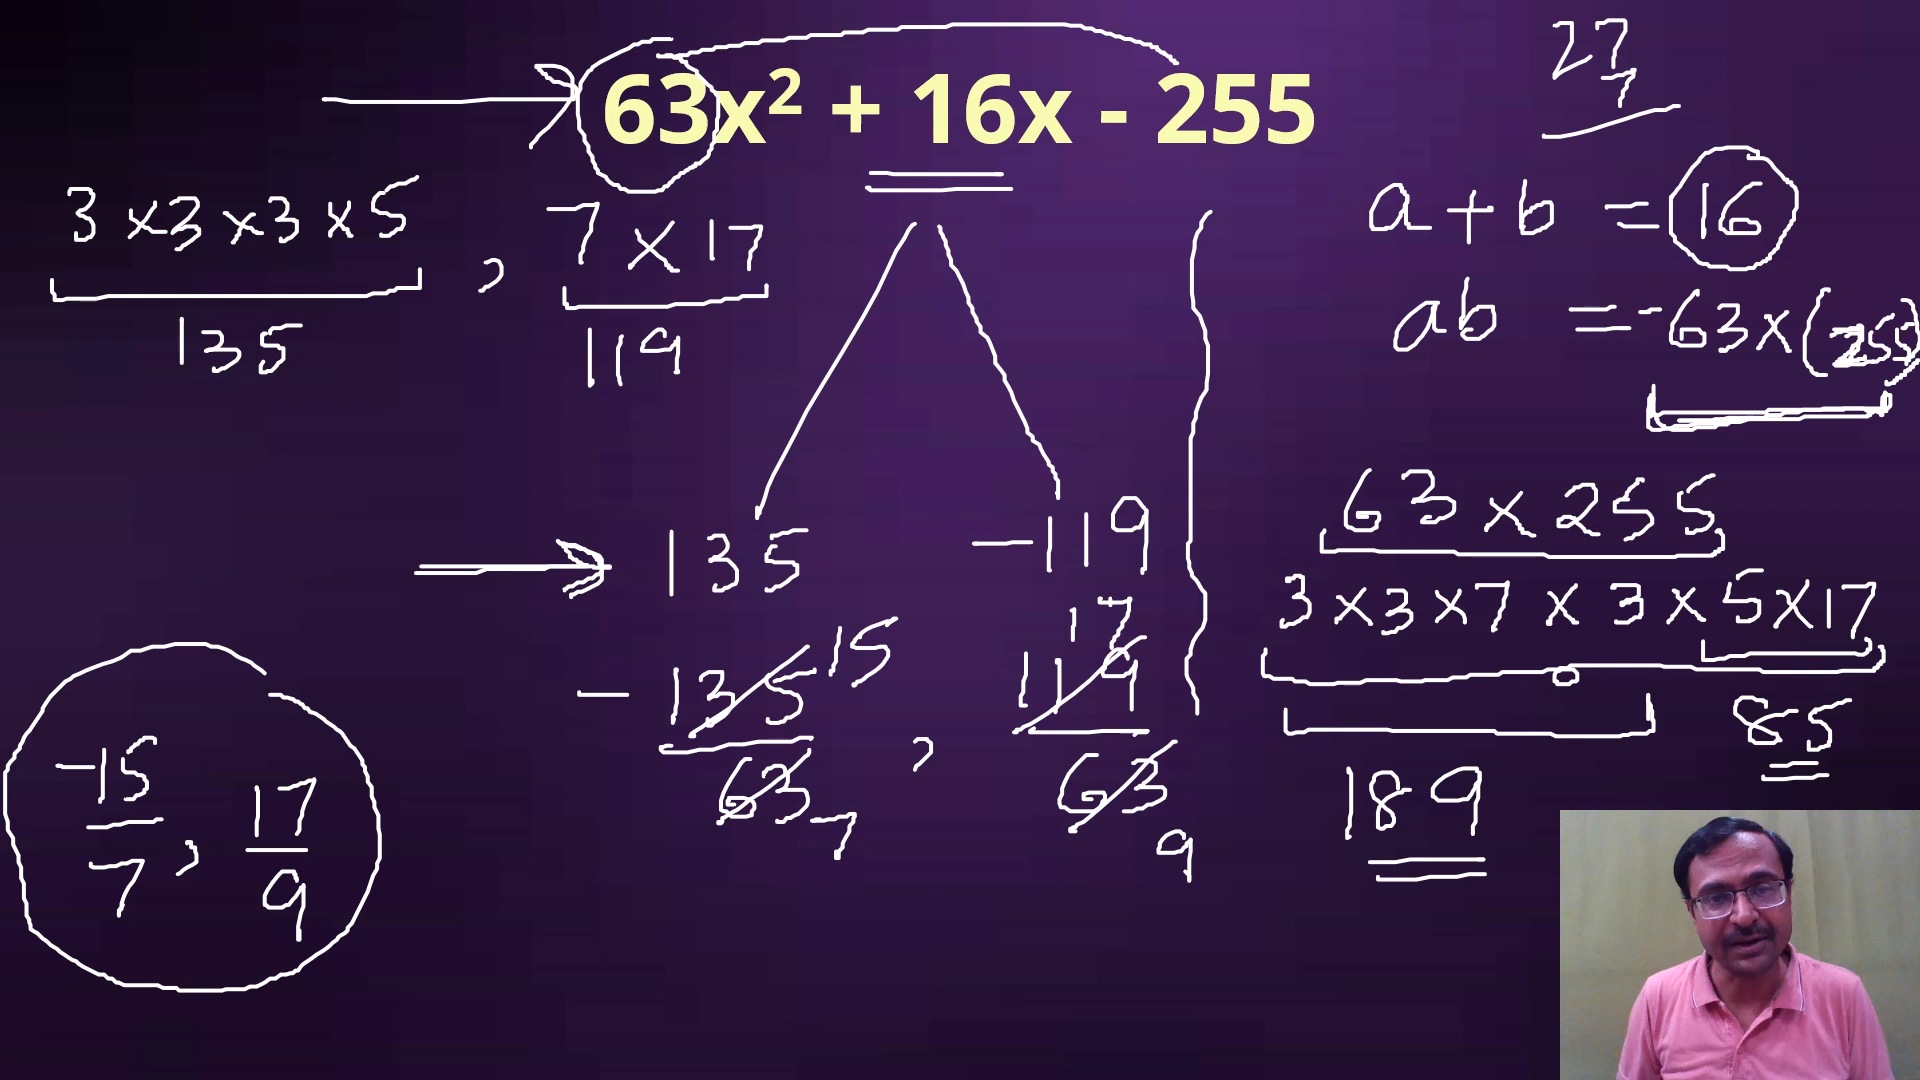 63x² + 16x - 255
27
7
a + b = 16
ab = -63 x (255)
3 x 3 x 3 x 5 , 7 x 17
135 119
63 x 255
3 x 3 x 7 x 3 x 5 x 17
189 85
135 -119
-135/63 , 119/63
15 17
7 9
-15/7 , 17/9